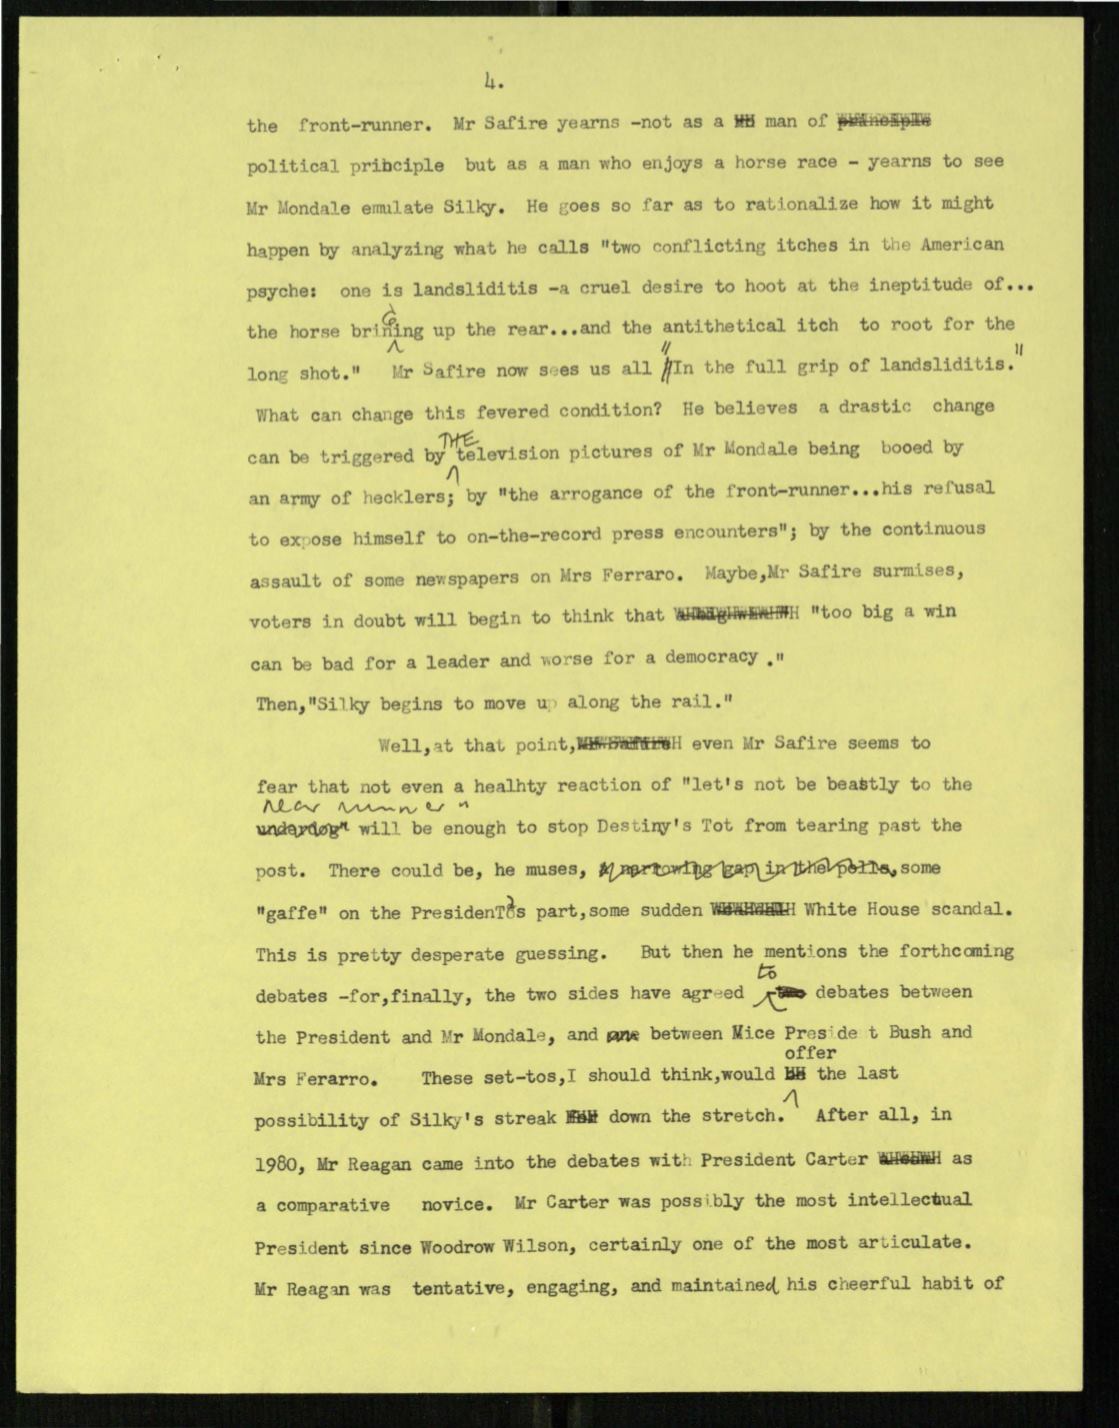 4.
the front-runner. Mr Safire yearns -not as a man of principle
political pribciple but as a man who enjoys a horse race - yearns to see
Mr Mondale emulate Silky. He goes so far as to rationalize how it might
happen by analyzing what he calls "two conflicting itches in the American
psyche: one is landsliditis -a cruel desire to hoot at the ineptitude of...
G
the horse brining up the rear...and the antithetical itch to root for the
long shot." Mr Safire now sees us all "In the full grip of landsliditis."
What can change this fevered condition? He believes a drastic change
THE
can be triggered by television pictures of Mr Mondale being booed by
an army of hecklers; by "the arrogance of the front-runner...his refusal
to expose himself to on-the-record press encounters"; by the continuous
assault of some newspapers on Mrs Ferraro. Maybe,Mr Safire surmises,
voters in doubt will begin to think that "too big a win
can be bad for a leader and worse for a democracy ."
Then,"Silky begins to move up along the rail."
Well,at that point, even Mr Safire seems to
fear that not even a healhty reaction of "let's not be beastly to the
rear runner"
underdog" will be enough to stop Destiny's Tot from tearing past the
post. There could be, he muses, a narrowing gap in the polls, some
"gaffe" on the PresidenT's part,some sudden White House scandal.
This is pretty desperate guessing. But then he mentions the forthcoming
to
debates -for,finally, the two sides have agreed two debates between
the President and Mr Mondale, and one between Vice Preside t Bush and
offer
Mrs Ferarro. These set-tos,I should think,would be the last
possibility of Silky's streak down the stretch. After all, in
1980, Mr Reagan came into the debates with President Carter as
a comparative novice. Mr Carter was possibly the most intellectual
President since Woodrow Wilson, certainly one of the most articulate.
Mr Reagan was tentative, engaging, and maintained his cheerful habit of